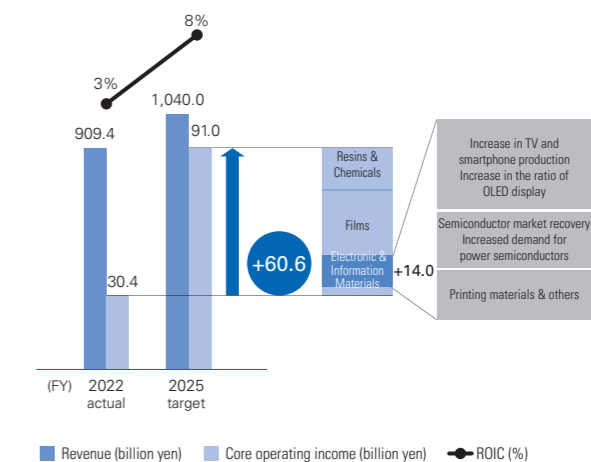 8%
3%
1,040.0
909.4
91.0
30.4
+60.6
Resins &
Chemicals
Films
Electronic &
Information
Materials
+14.0
Increase in TV and
smartphone production
Increase in the ratio of
OLED display
Semiconductor market recovery
Increased demand for
power semiconductors
Printing materials & others
(FY) 2022 2025
actual target
Revenue (billion yen) Core operating income (billion yen) ROIC (%)